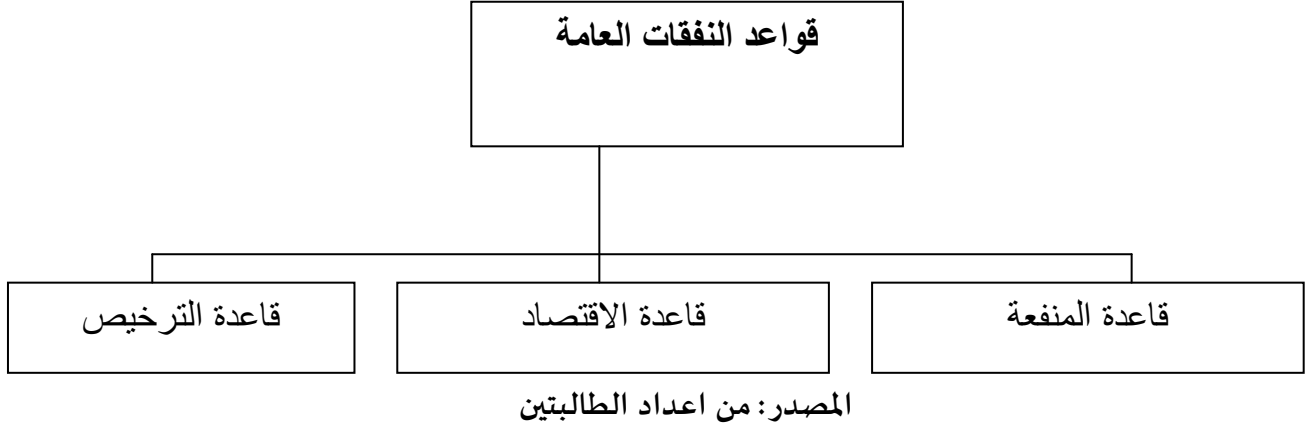 قواعد النفقات العامة
قاعدة المنفعة
قاعدة الاقتصاد
قاعدة الترخيص
المصدر: من اعداد الطالبتين